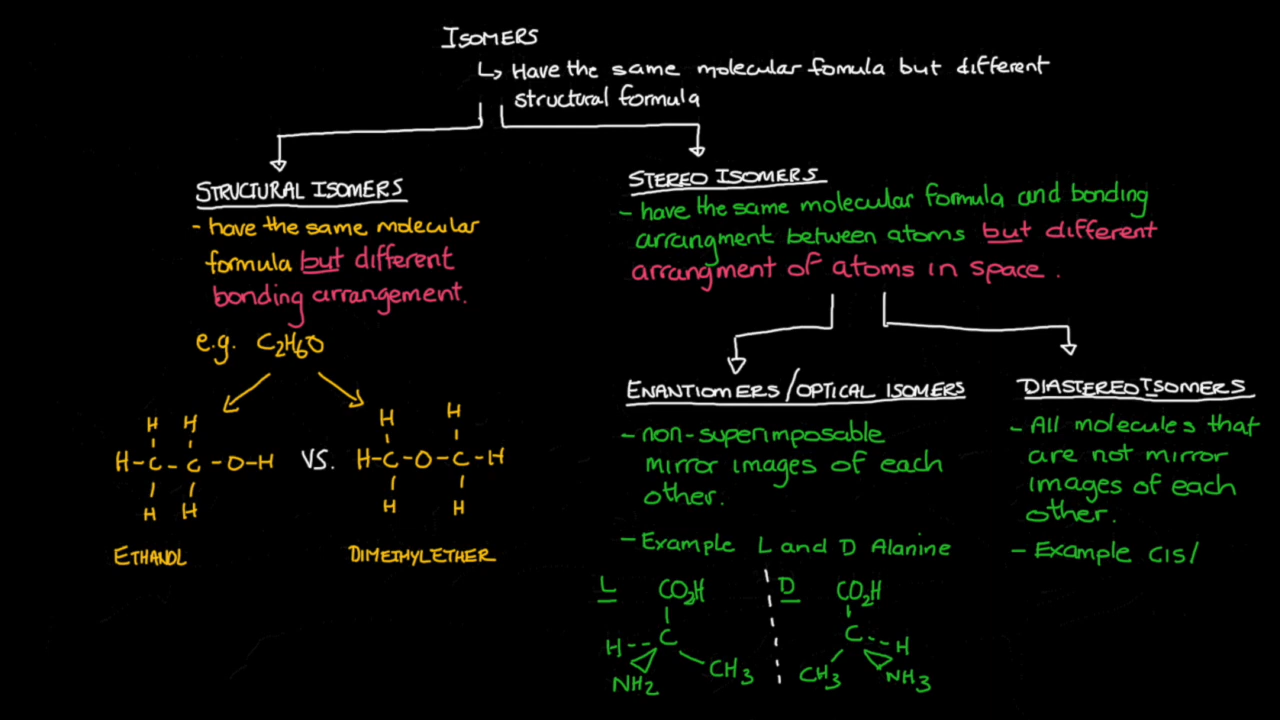 ISOMERS
↳ Have the same molecular fomula but different
structural formula
STRUCTURAL ISOMERS
- have the same molecular
formula but different
bonding arrangement.
e.g. C2H6O
H H
H-C-C-O-H
H H
ETHANOL
VS.
H H
H-C-O-C-H
H H
DIMETHYLETHER
STEREO ISOMERS
- have the same molecular formula and bonding
arrangment between atoms but different
arrangment of atoms in space.
ENANTIOMERS/OPTICAL ISOMERS
- non-superimposable
mirror images of each
other.
- Example L and D Alanine
L CO2H
H--C
NH2 CH3
D CO2H
C--H
CH3 NH3
DIASTEREOISOMERS
- All molecules that
are not mirror
images of each
other.
- Example CIS/